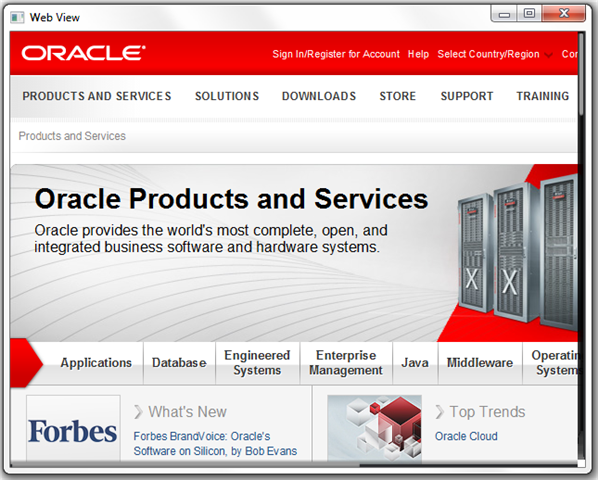 Web View
ORACLE
Sign In/Register for Account Help Select Country/Region
PRODUCTS AND SERVICES SOLUTIONS DOWNLOADS STORE SUPPORT TRAINING
Products and Services
Oracle Products and Services
Oracle provides the world's most complete, open, and
integrated business software and hardware systems.
Applications Database Engineered Systems Enterprise Management Java Middleware
What's New
Forbes
Forbes BrandVoice: Oracle's
Software on Silicon, by Bob Evans
Top Trends
Oracle Cloud